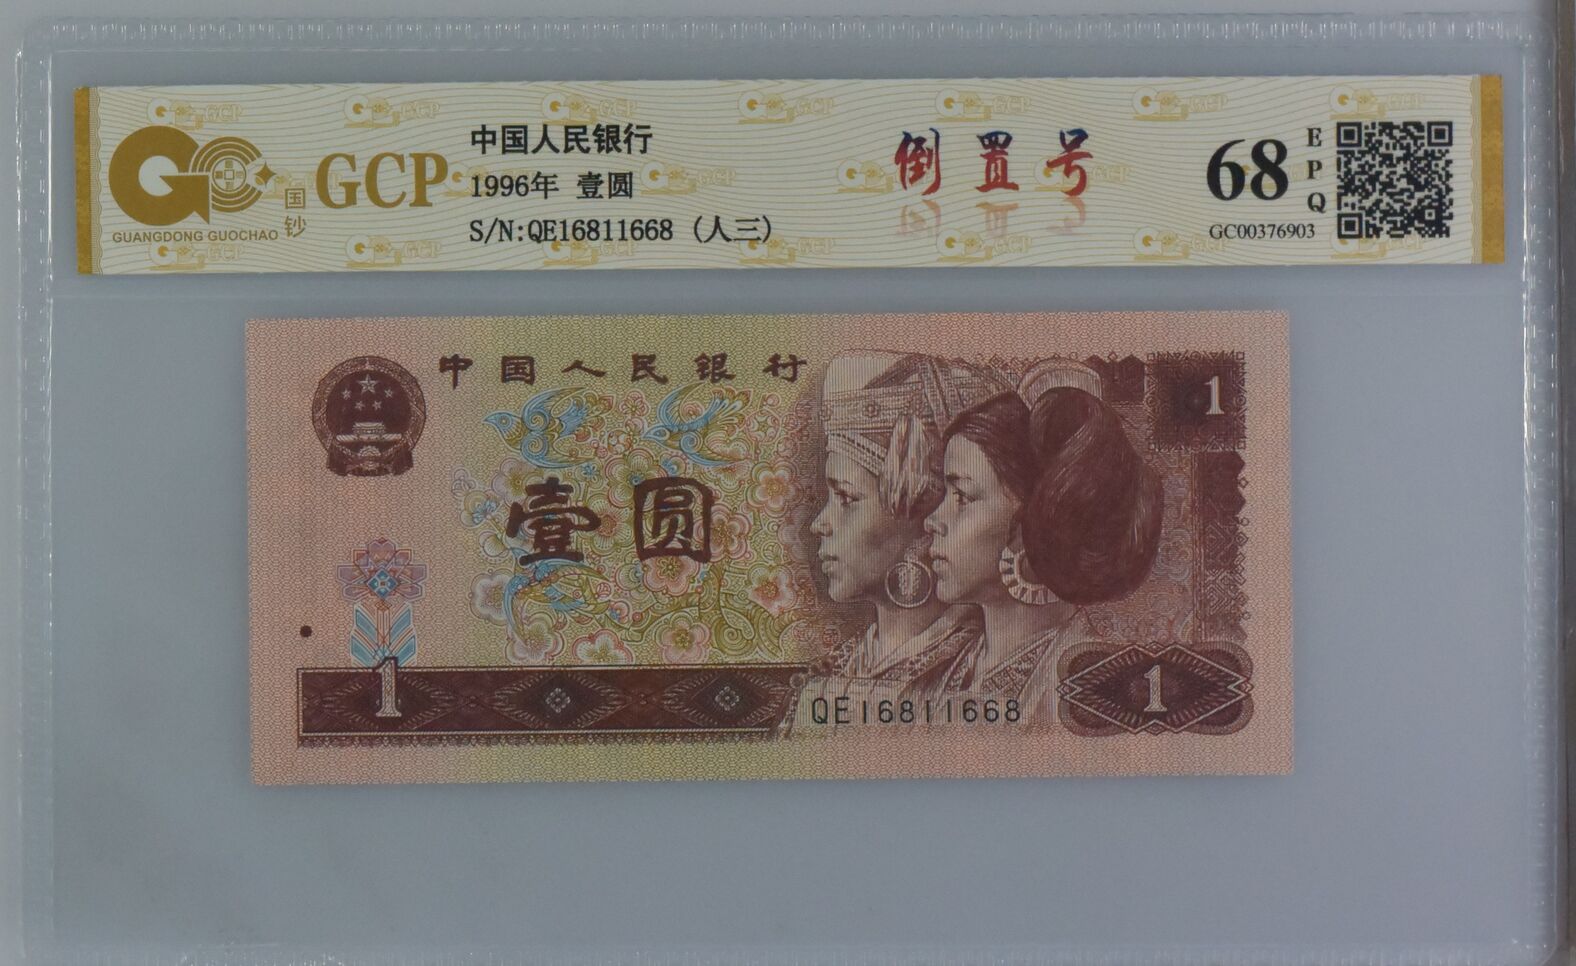 GUANGDONG GUOCHAO
国钞
GCP
中国人民银行
1996年 壹圆
S/N:QE16811668 (人三)
倒置号
68
EPQ
GC00376903
中国人民银行
1
壹圆
1
QE16811668
1